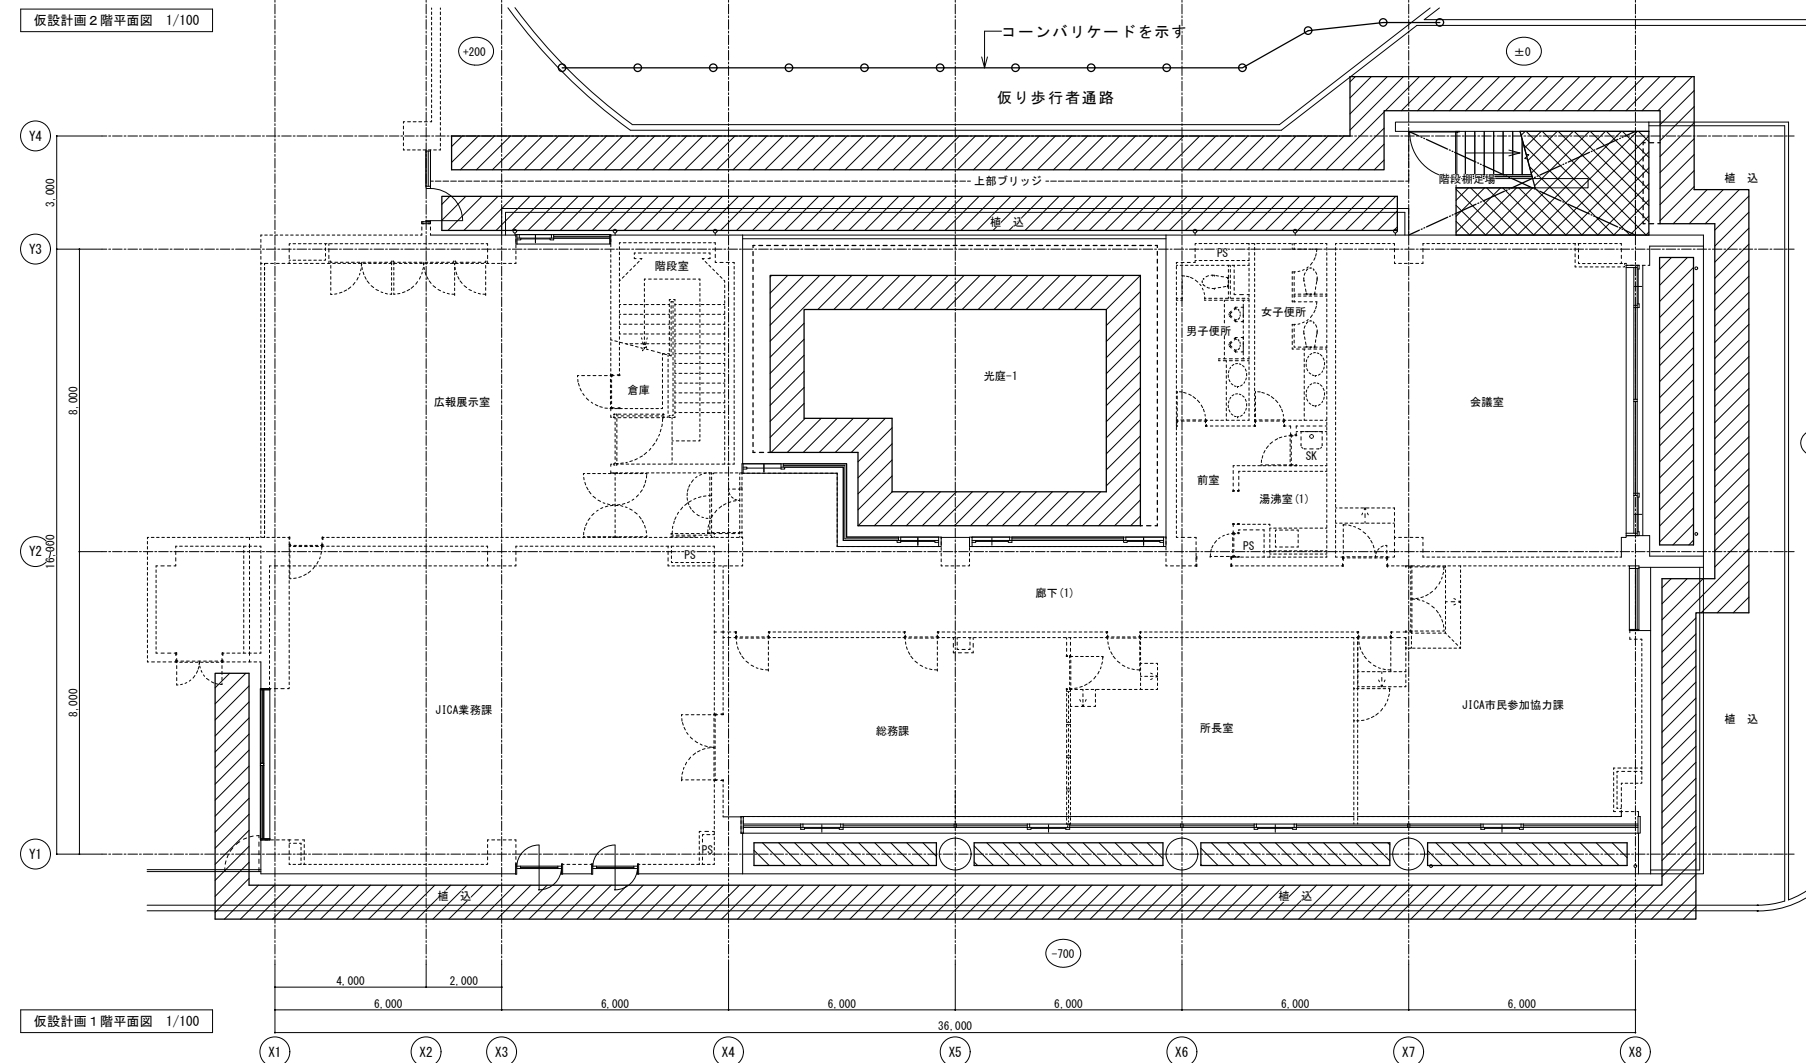 仮設計画２階平面図　1/100
コーンバリケードを示す
+200
±0
仮り歩行者通路
Y4
3,000
上部ブリッジ
階段棚足場
植　込
植　込
Y3
PS
階段室
女子便所
男子便所
光庭-1
倉庫
8,000
広報展示室
会議室
SK
前室
湯沸室(1)
PS
Y2
16,000
PS
廊下(1)
JICA業務課
総務課
所長室
JICA市民参加協力課
8,000
植　込
PS
Y1
植　込
植　込
-700
4,000
2,000
6,000
6,000
6,000
6,000
6,000
6,000
仮設計画１階平面図　1/100
36,000
X1
X2
X3
X4
X5
X6
X7
X8